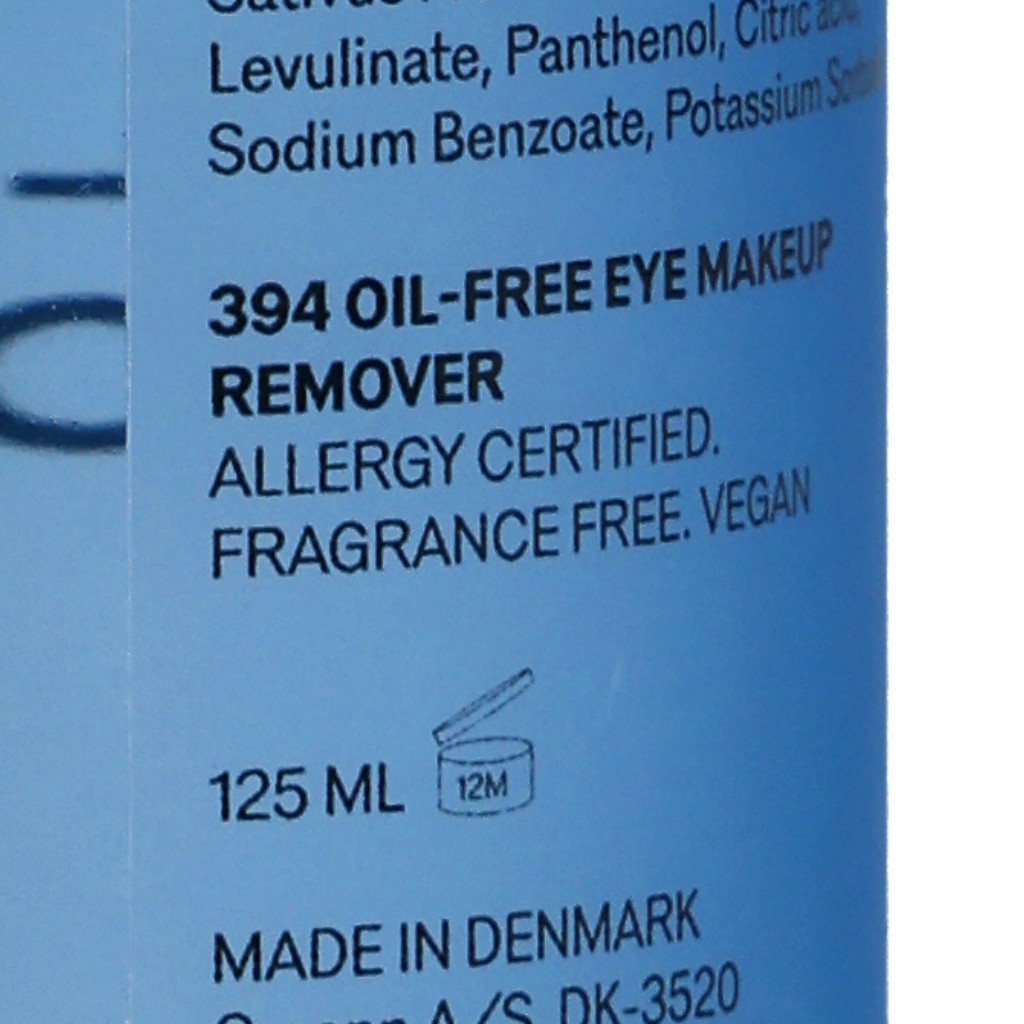 Levulinate, Panthenol, Citric acid,
Sodium Benzoate, Potassium
394 OIL-FREE EYE MAKEUP
REMOVER
ALLERGY CERTIFIED.
FRAGRANCE FREE. VEGAN
125 ML 12M
MADE IN DENMARK
A/S, DK-3520